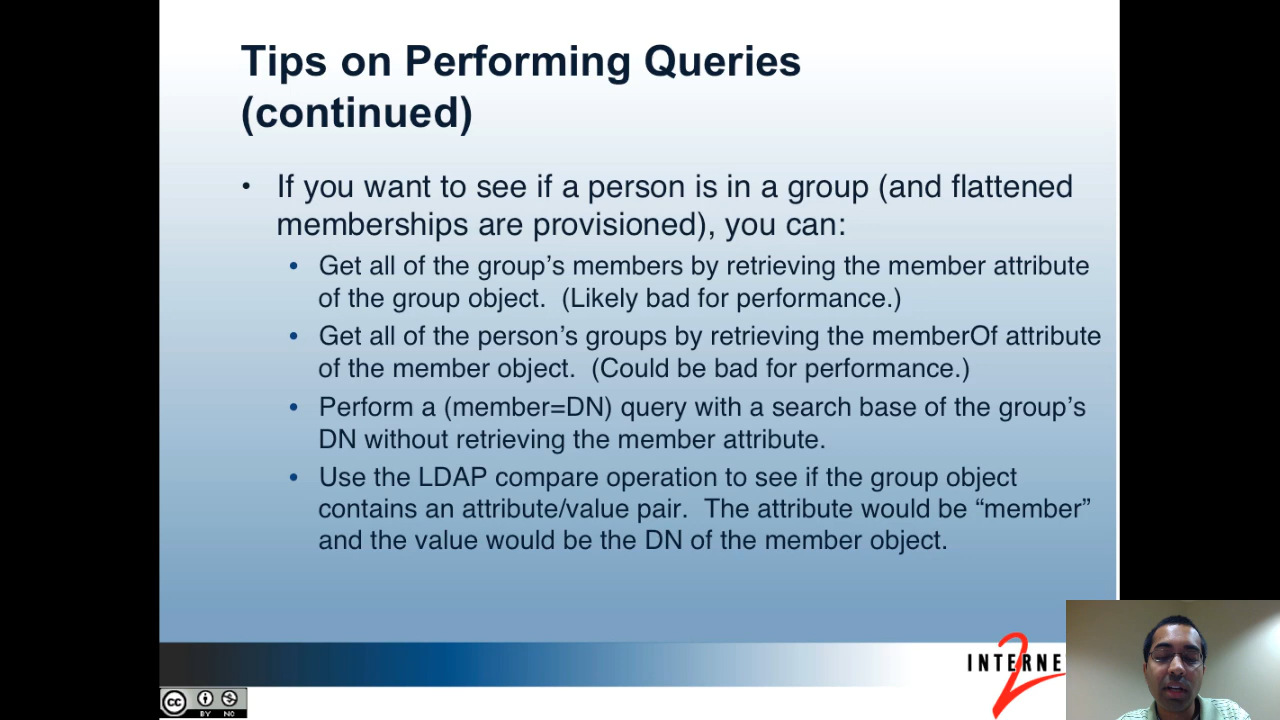 Tips on Performing Queries
(continued)
• If you want to see if a person is in a group (and flattened
memberships are provisioned), you can:
• Get all of the group’s members by retrieving the member attribute
of the group object.  (Likely bad for performance.)
• Get all of the person’s groups by retrieving the memberOf attribute
of the member object.  (Could be bad for performance.)
• Perform a (member=DN) query with a search base of the group’s
DN without retrieving the member attribute.
• Use the LDAP compare operation to see if the group object
contains an attribute/value pair.  The attribute would be “member”
and the value would be the DN of the member object.
INTERNE
2
cc
BY NC